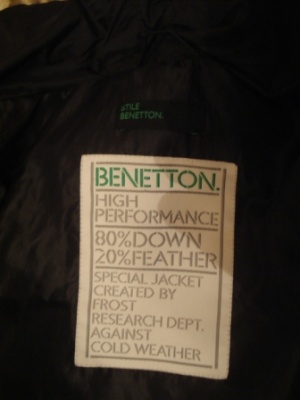 STILE
BENETTON.
BENETTON.
HIGH
PERFORMANCE
80%DOWN
20%FEATHER
SPECIAL JACKET
CREATED BY
FROST
RESEARCH DEPT.
AGAINST
COLD WEATHER